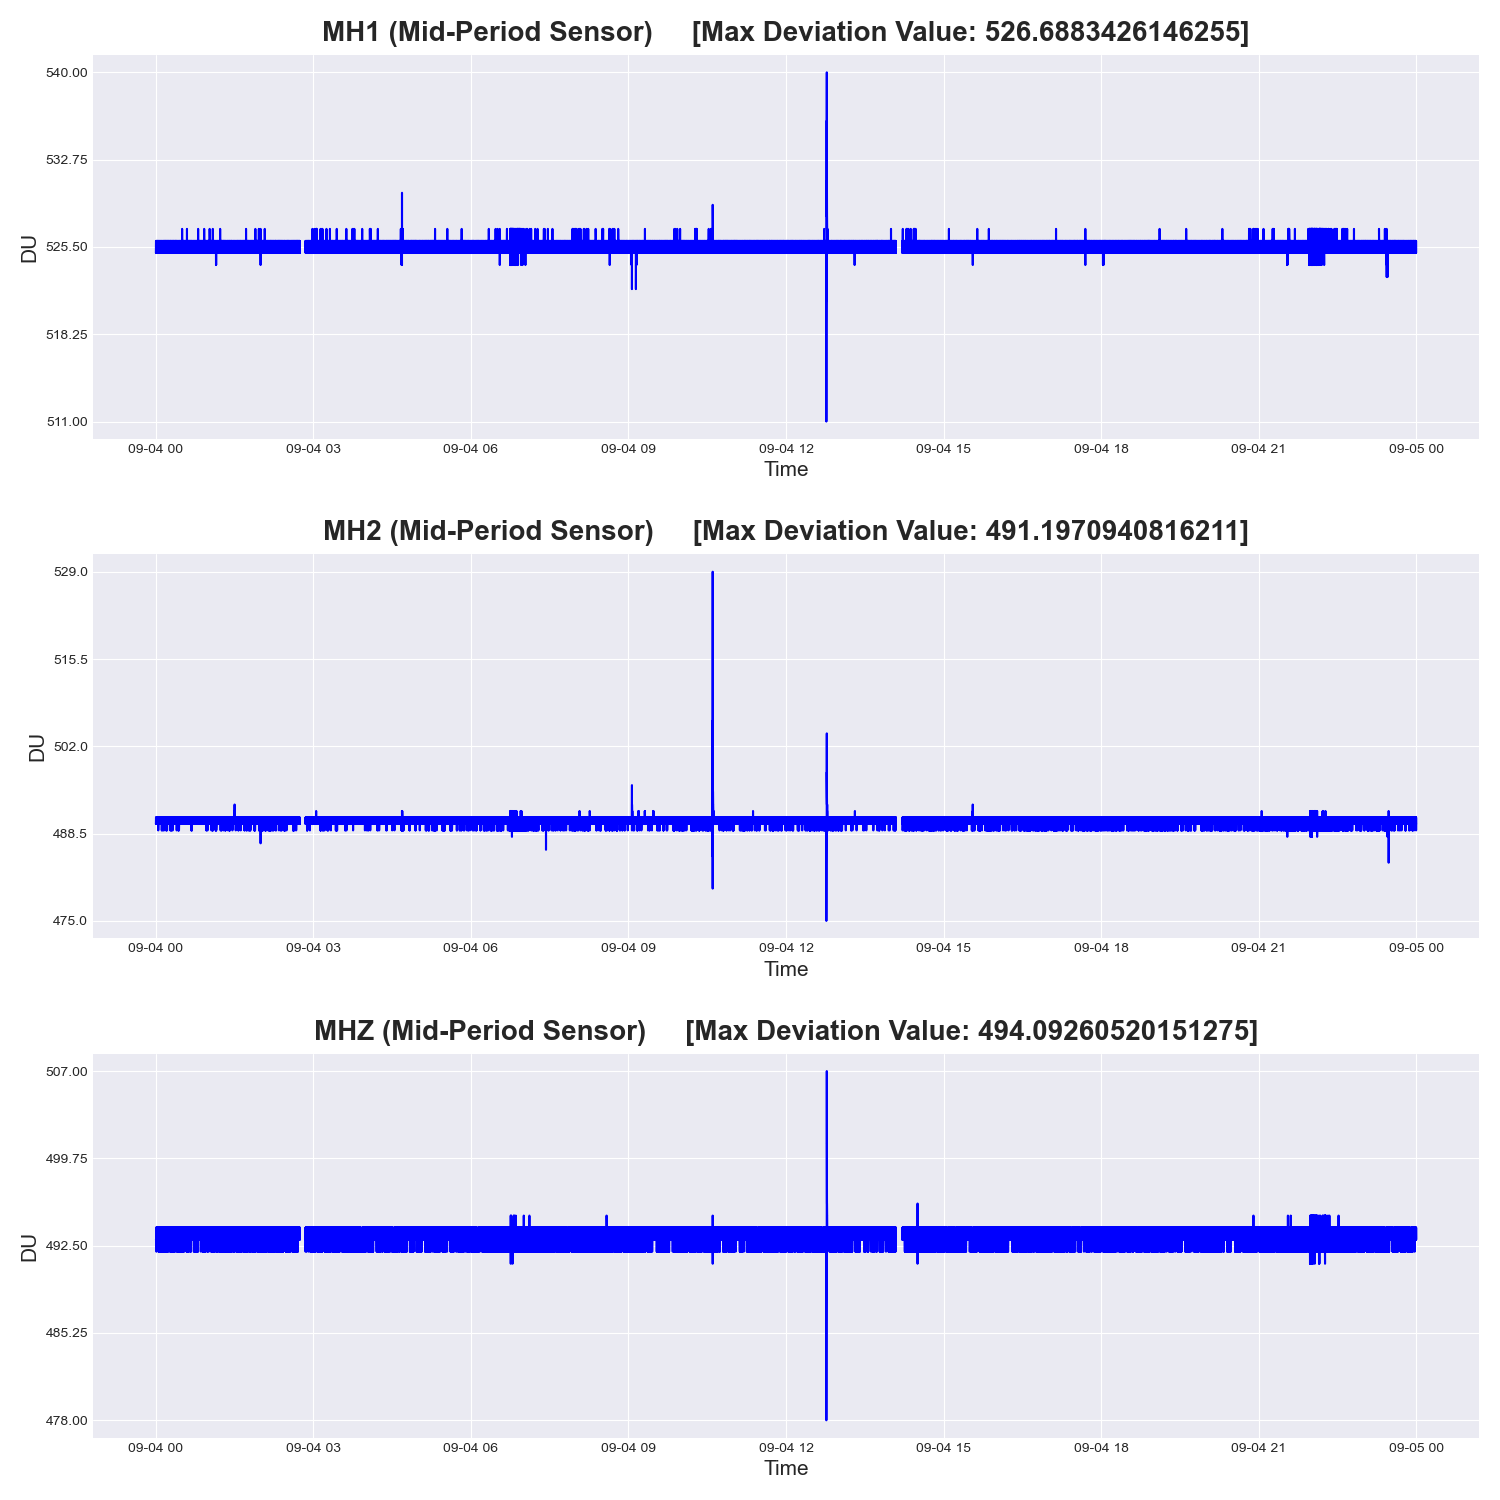 MH1 (Mid-Period Sensor) [Max Deviation Value: 526.6883426146255]
540.00
532.75
525.50
518.25
511.00
DU
09-04 00 09-04 03 09-04 06 09-04 09 09-04 12 09-04 15 09-04 18 09-04 21 09-05 00
Time
MH2 (Mid-Period Sensor) [Max Deviation Value: 491.1970940816211]
529.0
515.5
502.0
488.5
475.0
DU
09-04 00 09-04 03 09-04 06 09-04 09 09-04 12 09-04 15 09-04 18 09-04 21 09-05 00
Time
MHZ (Mid-Period Sensor) [Max Deviation Value: 494.09260520151275]
507.00
499.75
492.50
485.25
478.00
DU
09-04 00 09-04 03 09-04 06 09-04 09 09-04 12 09-04 15 09-04 18 09-04 21 09-05 00
Time